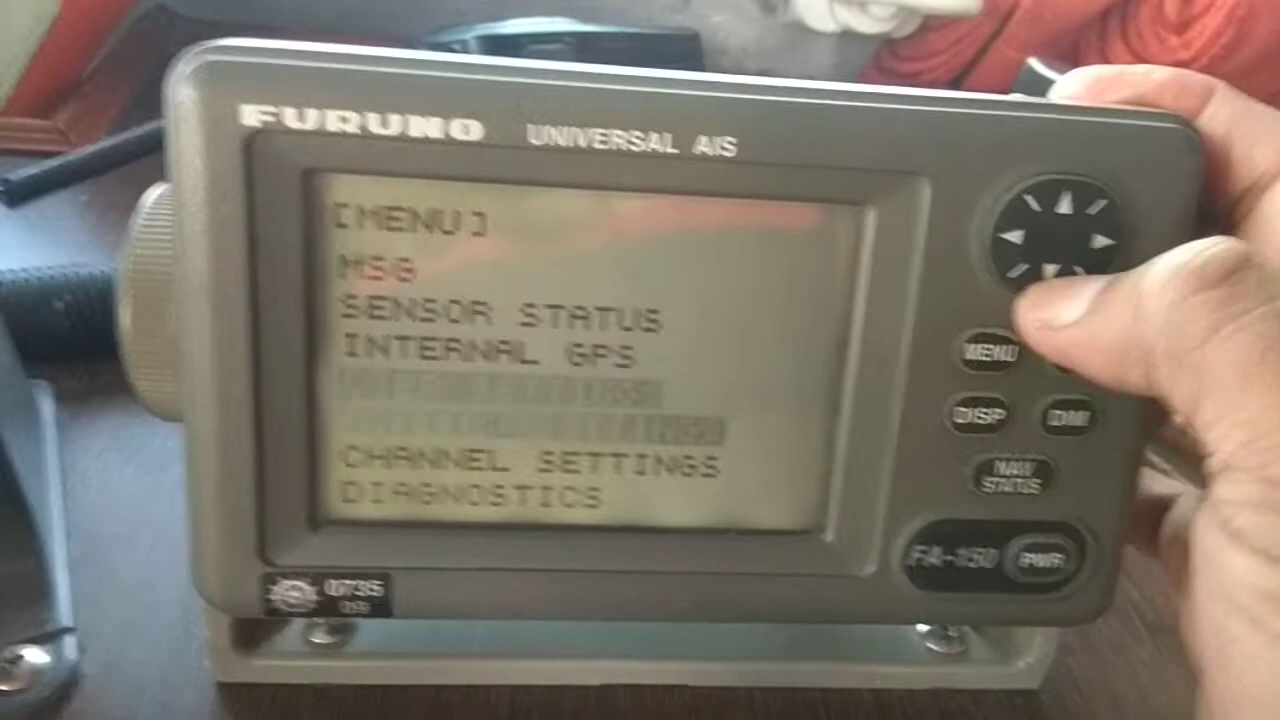 FURUNO UNIVERSAL AIS
[MENU]
MSG
SENSOR STATUS
INTERNAL GPS
CHANNEL SETTINGS
DIAGNOSTICS
MENU
DISP DIM
NAV
STATUS
FA-150 PWR
0735